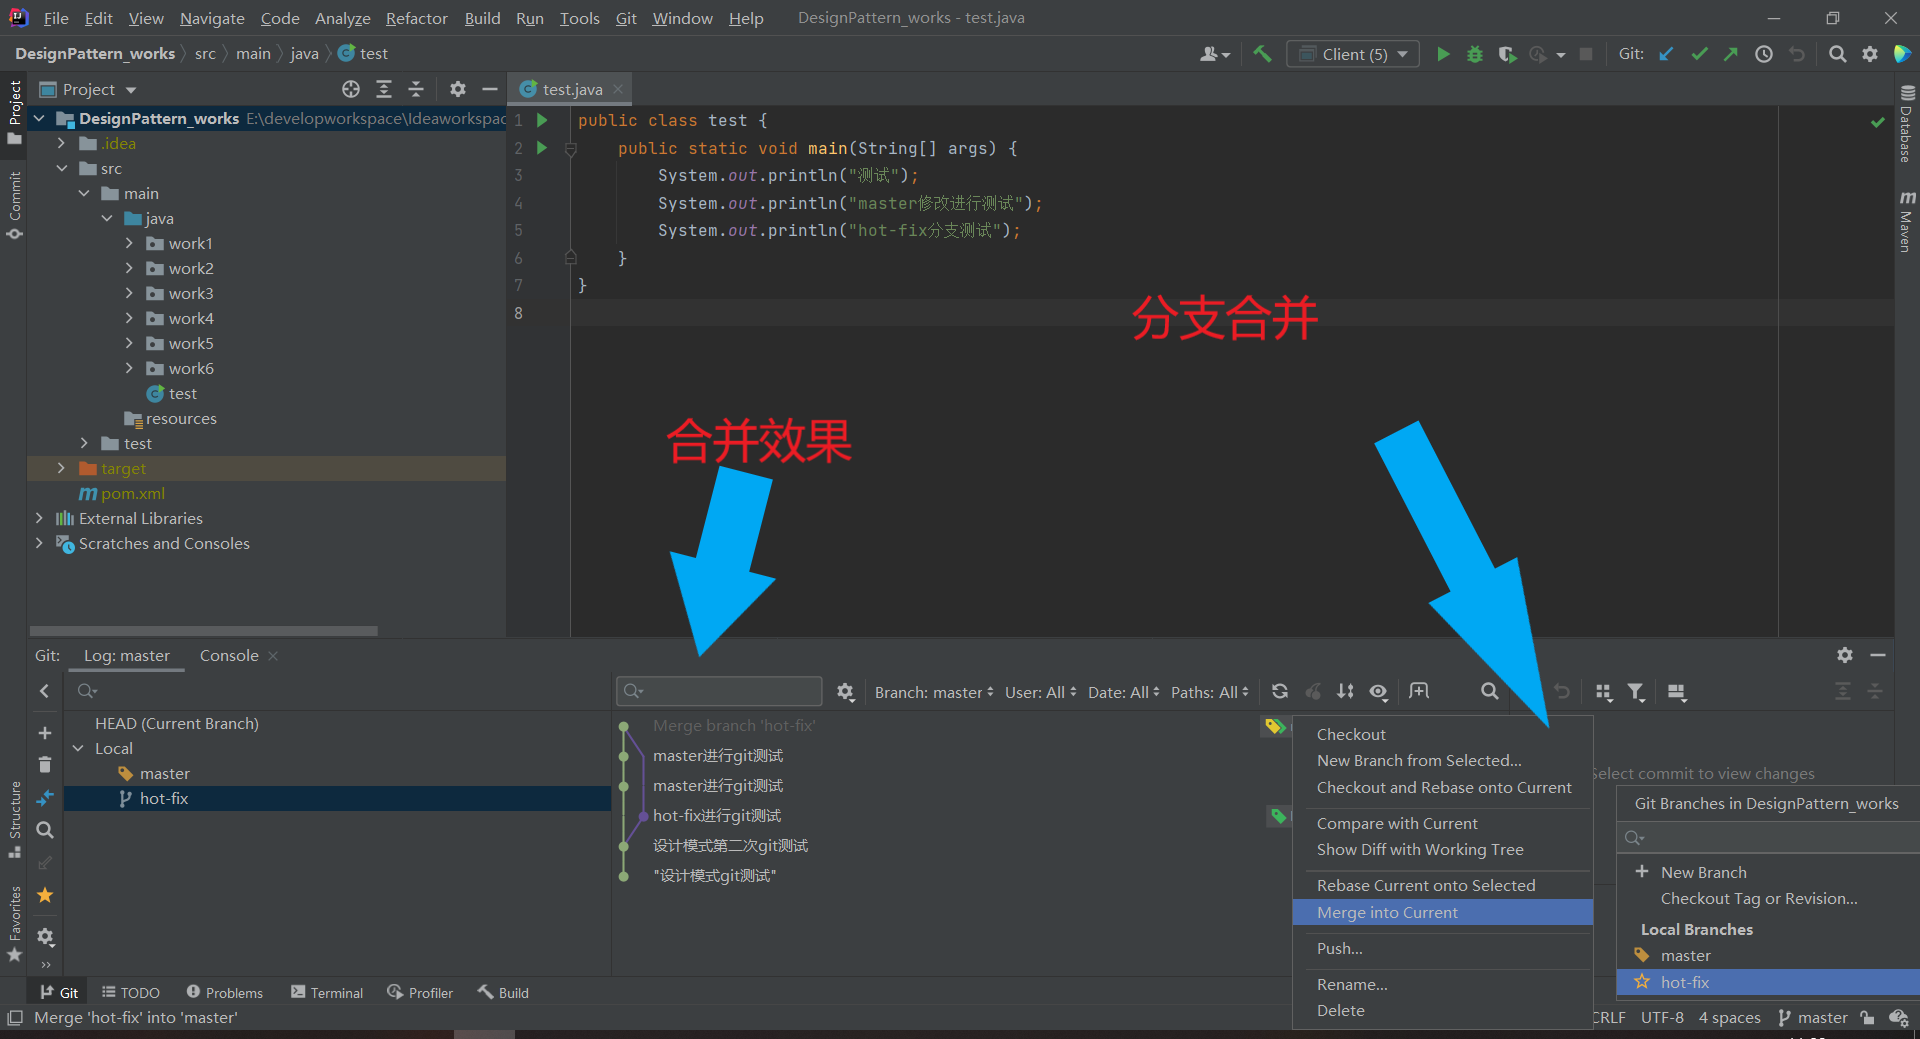 File Edit View Navigate Code Analyze Refactor Build Run Tools Git Window Help DesignPattern_works - test.java
DesignPattern_works src main java test
Client (5)
Git:
Project
test.java
Project
Commit
Structure
Favorites
DesignPattern_works E:\developworkspace\Ideaworkspac
.idea
src
main
java
work1
work2
work3
work4
work5
work6
test
resources
test
target
pom.xml
External Libraries
Scratches and Consoles
1 public class test {
2 public static void main(String[] args) {
3 System.out.println("测试");
4 System.out.println("master修改进行测试");
5 System.out.println("hot-fix分支测试");
6 }
7 }
8
分支合并
合并效果
Database
Maven
Git: Log: master Console
Branch: master User: All Date: All Paths: All
HEAD (Current Branch)
Local
master
hot-fix
Merge branch 'hot-fix'
master进行git测试
master进行git测试
hot-fix进行git测试
设计模式第二次git测试
"设计模式git测试"
Checkout
New Branch from Selected...
Checkout and Rebase onto Current
Compare with Current
Show Diff with Working Tree
Rebase Current onto Selected
Merge into Current
Push...
Rename...
Delete
Select commit to view changes
Git Branches in DesignPattern_works
New Branch
Checkout Tag or Revision...
Local Branches
master
hot-fix
Git TODO Problems Terminal Profiler Build
Merge 'hot-fix' into 'master'
CRLF UTF-8 4 spaces master